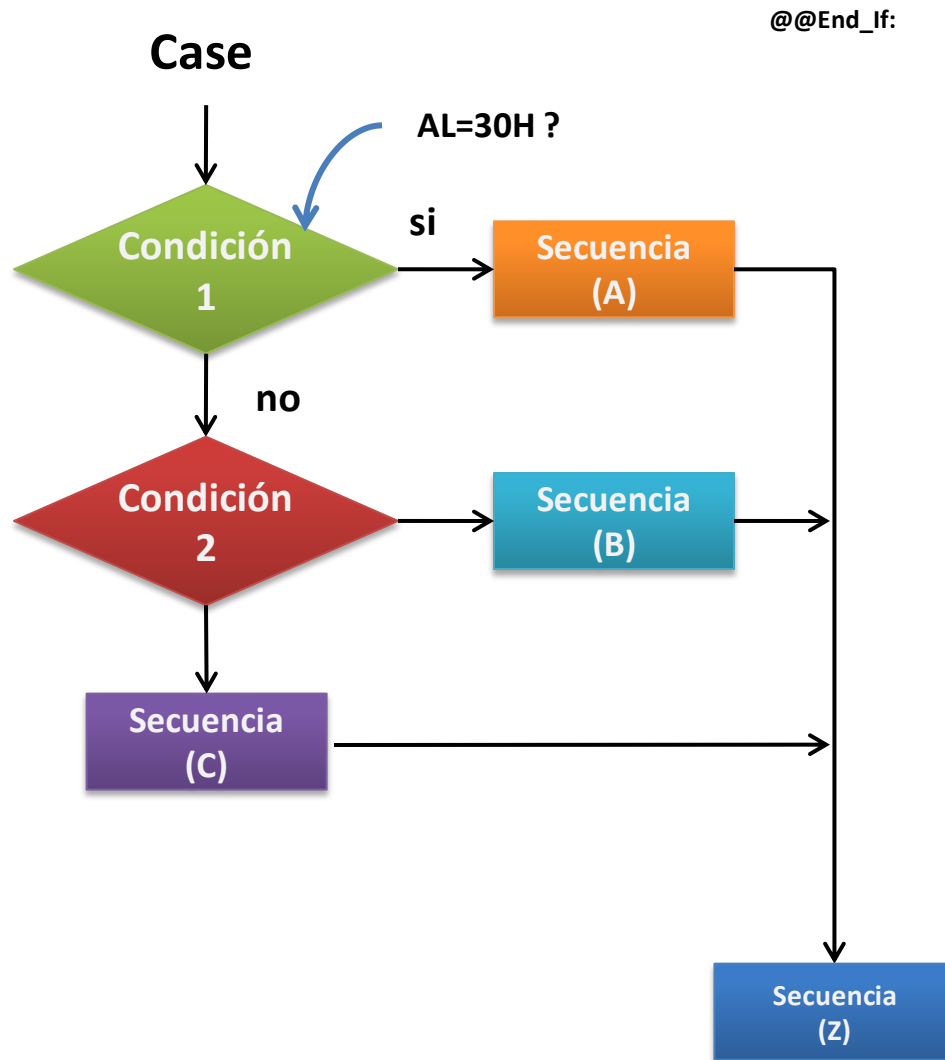 @@End_If:
Case
AL=30H ?
Condición
1
si
Secuencia
(A)
no
Condición
2
Secuencia
(B)
Secuencia
(C)
Secuencia
(Z)